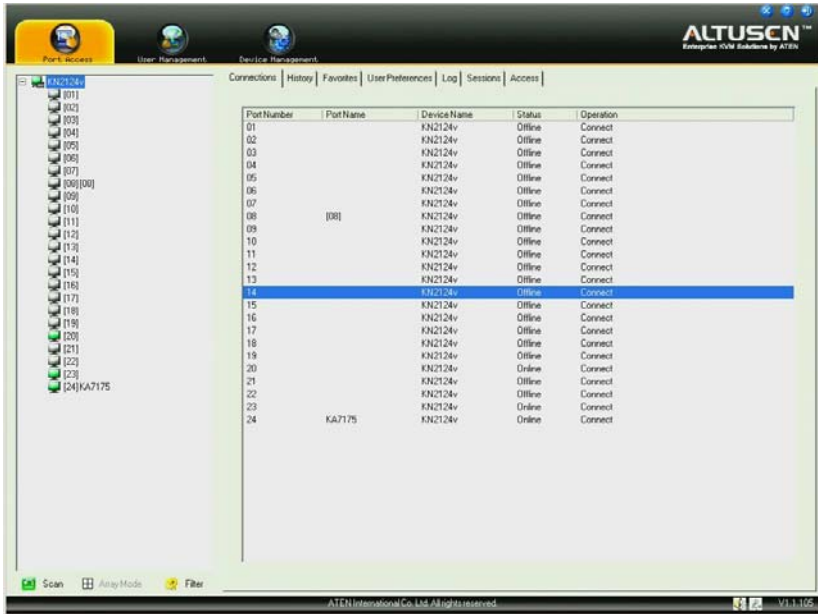 Port Access
User Management
Device Management
ALTUSEN™
Enterprise KVM Solutions by ATEN
KN2124v
[01]
[02]
[03]
[04]
[05]
[06]
[07]
[08][08]
[09]
[10]
[11]
[12]
[13]
[14]
[15]
[16]
[17]
[18]
[19]
[20]
[21]
[22]
[23]
[24]KA7175
Connections History Favorites User Preferences Log Sessions Access
Port Number Port Name Device Name Status Operation
01 KN2124v Offline Connect
02 KN2124v Offline Connect
03 KN2124v Offline Connect
04 KN2124v Offline Connect
05 KN2124v Offline Connect
06 KN2124v Offline Connect
07 KN2124v Offline Connect
08 [08] KN2124v Offline Connect
09 KN2124v Offline Connect
10 KN2124v Offline Connect
11 KN2124v Offline Connect
12 KN2124v Offline Connect
13 KN2124v Offline Connect
14 KN2124v Offline Connect
15 KN2124v Offline Connect
16 KN2124v Offline Connect
17 KN2124v Offline Connect
18 KN2124v Offline Connect
19 KN2124v Offline Connect
20 KN2124v Online Connect
21 KN2124v Offline Connect
22 KN2124v Offline Connect
23 KN2124v Online Connect
24 KA7175 KN2124v Online Connect
Scan Array Mode Filter
ATEN International Co. Ltd. All rights reserved.
V1.1.105